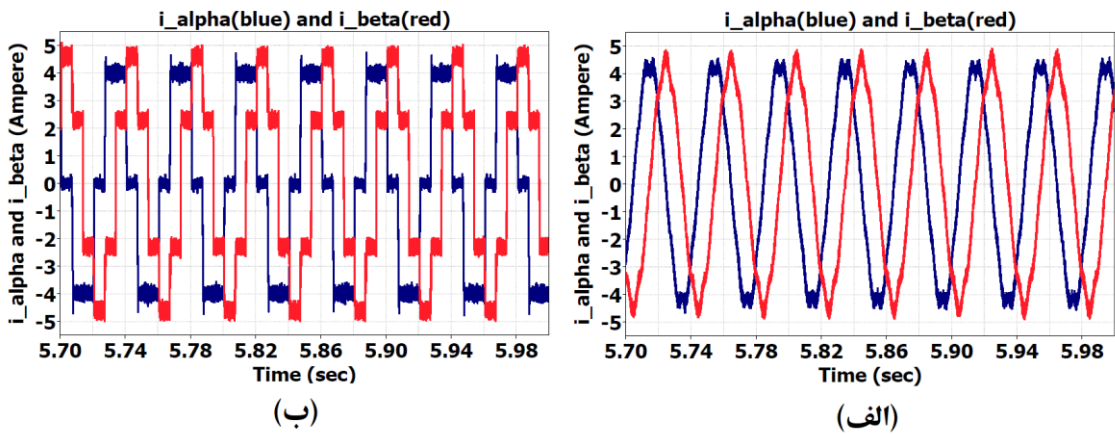 i_alpha(blue) and i_beta(red)
i_alpha and i_beta (Ampere)
5
4
3
2
1
0
-1
-2
-3
-4
-5
5.70 5.74 5.78 5.82 5.86 5.90 5.94 5.98
Time (sec)
(ب)
i_alpha(blue) and i_beta(red)
i_alpha and i_beta (Ampere)
5
4
3
2
1
0
-1
-2
-3
-4
-5
5.70 5.74 5.78 5.82 5.86 5.90 5.94 5.98
Time (sec)
(الف)